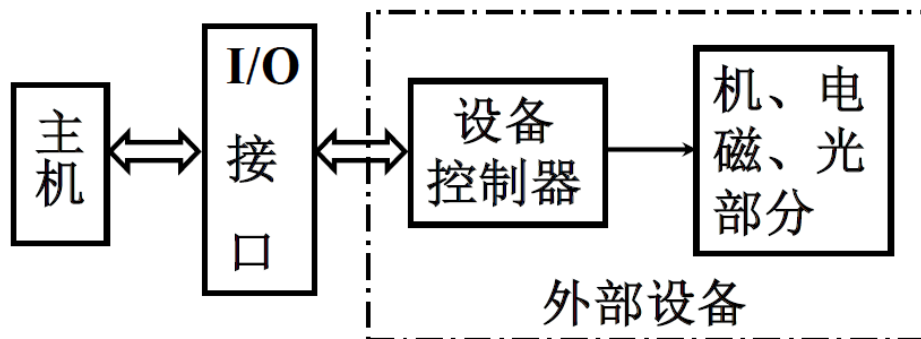 主
机
I/O
接
口
设备
控制器
机、电
磁、光
部分
外部设备